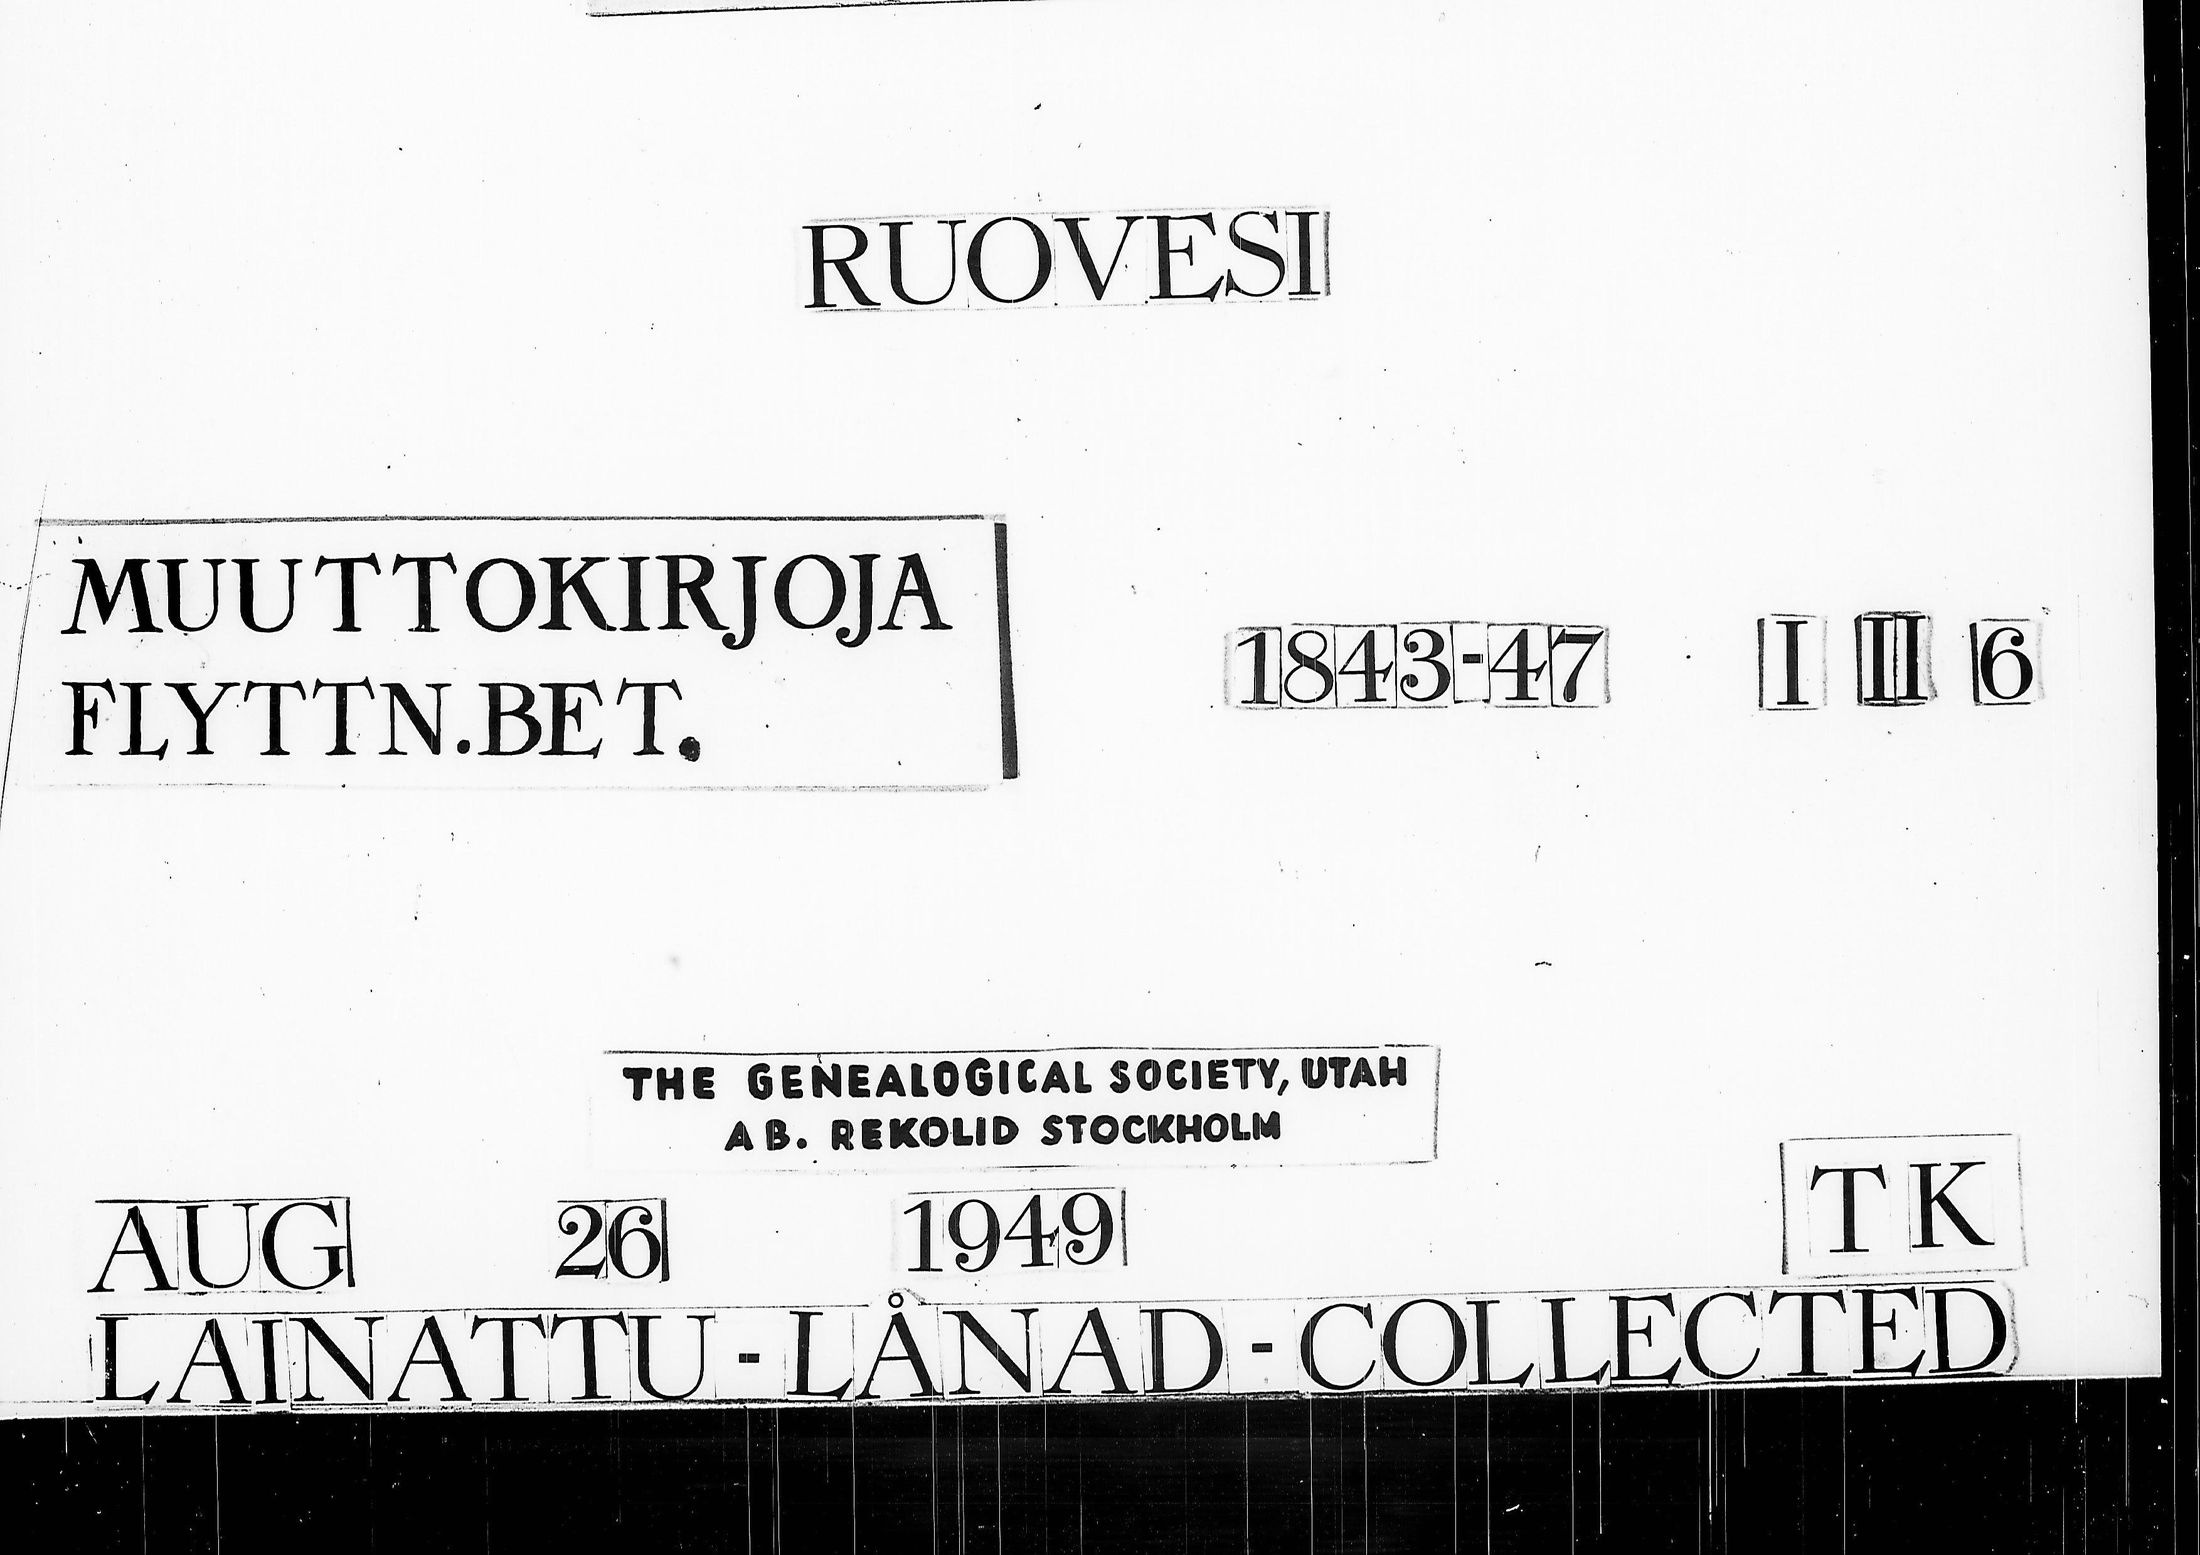 RUOVESI
MUUTTOKIRJOJA
FLYTTN.BET.
1843-47 I II 6
THE GENEALOGICAL SOCIETY, UTAH
AB. REKOLID STOCKHOLM
TK
AUG 26 1949
LAINATTU-LÅNAD-COLLECTED